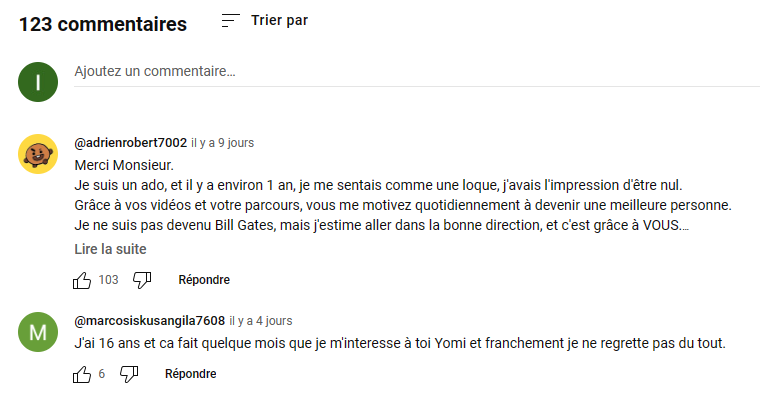 123 commentaires
Trier par
I
Ajoutez un commentaire…
@adrienrobert7002 il y a 9 jours
Merci Monsieur.
Je suis un ado, et il y a environ 1 an, je me sentais comme une loque, j'avais l'impression d'être nul.
Grâce à vos vidéos et votre parcours, vous me motivez quotidiennement à devenir une meilleure personne.
Je ne suis pas devenu Bill Gates, mais j'estime aller dans la bonne direction, et c'est grâce à VOUS.…
Lire la suite
103 Répondre
M
@marcosiskusangila7608 il y a 4 jours
J'ai 16 ans et ca fait quelque mois que je m'interesse à toi Yomi et franchement je ne regrette pas du tout.
6 Répondre